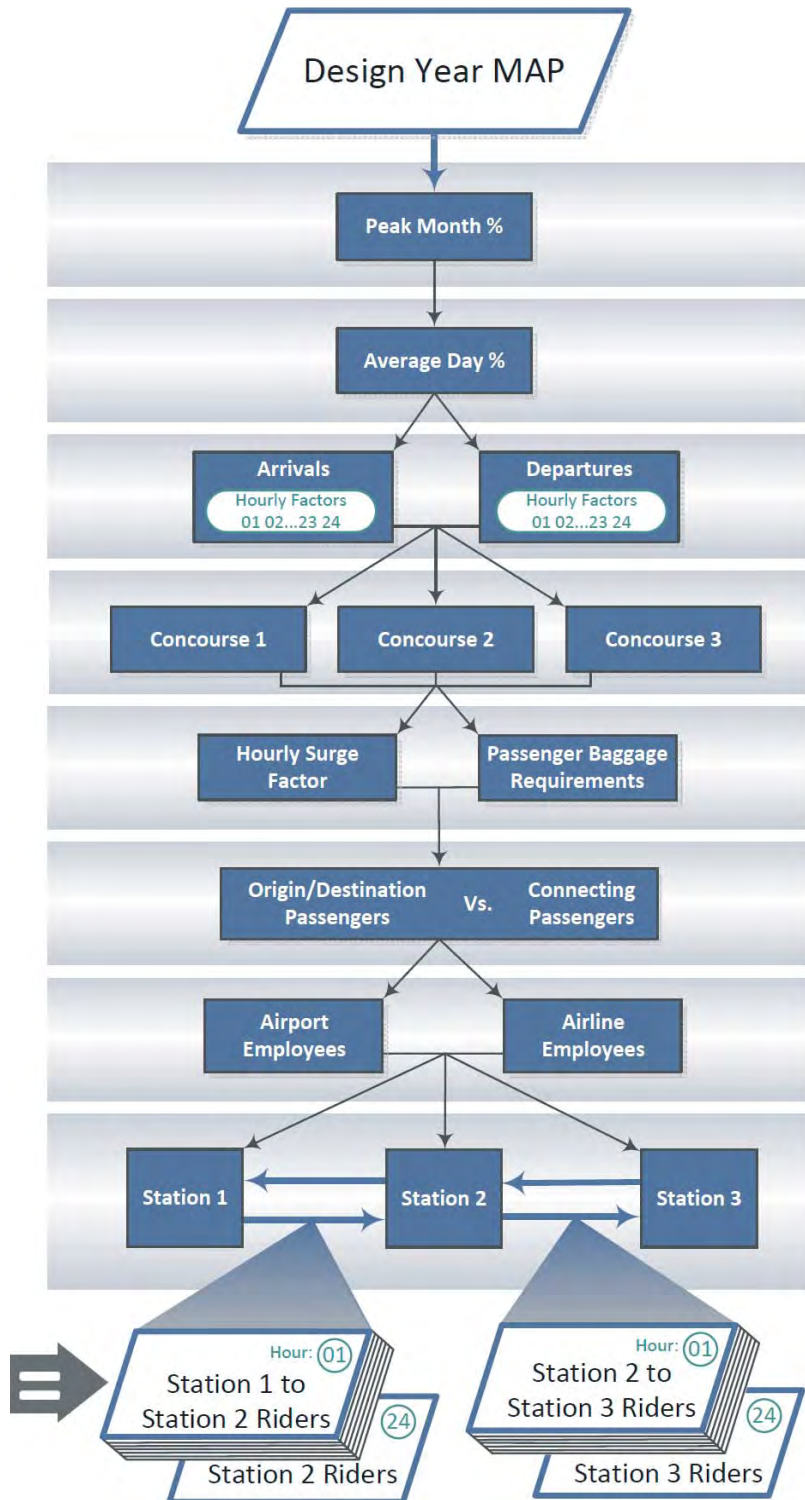 Design Year MAP
Peak Month %
Average Day %
Arrivals
Hourly Factors
01 02...23 24
Departures
Hourly Factors
01 02...23 24
Concourse 1
Concourse 2
Concourse 3
Hourly Surge
Factor
Passenger Baggage
Requirements
Origin/Destination
Passengers
Vs.
Connecting
Passengers
Airport
Employees
Airline
Employees
Station 1
Station 2
Station 3
Hour: 01
Station 1 to
Station 2 Riders
24
Station 2 Riders
Hour: 01
Station 2 to
Station 3 Riders
24
Station 3 Riders